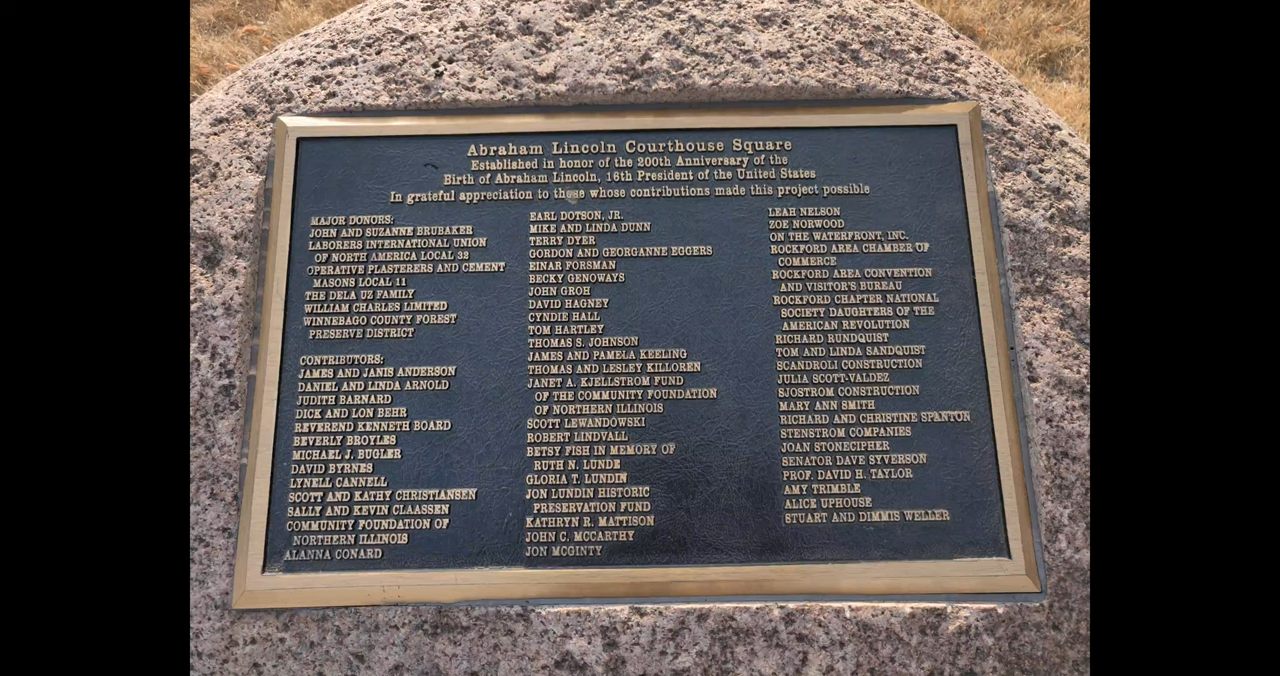 Abraham Lincoln Courthouse Square
Established in honor of the 200th Anniversary of the
Birth of Abraham Lincoln, 16th President of the United States
In grateful appreciation to those whose contributions made this project possible
MAJOR DONORS:
JOHN AND SUZANNE BRUBAKER
LABORERS INTERNATIONAL UNION
OF NORTH AMERICA LOCAL 32
OPERATIVE PLASTERERS AND CEMENT
MASONS LOCAL 11
THE DELA UZ FAMILY
WILLIAM CHARLES LIMITED
WINNEBAGO COUNTY FOREST
PRESERVE DISTRICT
CONTRIBUTORS:
JAMES AND JANIS ANDERSON
DANIEL AND LINDA ARNOLD
JUDITH BARNARD
DICK AND LON BEHR
REVEREND KENNETH BOARD
BEVERLY BROYLES
MICHAEL J. BUGLER
DAVID BYRNES
LYNELL CANNELL
SCOTT AND KATHY CHRISTIANSEN
SALLY AND KEVIN CLAASSEN
COMMUNITY FOUNDATION OF
NORTHERN ILLINOIS
ALANNA CONARD
EARL DOTSON, JR.
MIKE AND LINDA DUNN
TERRY DYER
GORDON AND GEORGANNE EGGERS
EINAR FORSMAN
BECKY GENOWAYS
JOHN GROH
DAVID HAGNEY
CYNDIE HALL
TOM HARTLEY
THOMAS S. JOHNSON
JAMES AND PAMELA KEELING
THOMAS AND LESLEY KILLOREN
JANET A. KJELLSTROM FUND
OF THE COMMUNITY FOUNDATION
OF NORTHERN ILLINOIS
SCOTT LEWANDOWSKI
ROBERT LINDVALL
BETSY FISH IN MEMORY OF
RUTH N. LUNDE
GLORIA T. LUNDIN
JON LUNDIN HISTORIC
PRESERVATION FUND
KATHRYN R. MATTISON
JOHN C. MCCARTHY
JON MCGINTY
LEAH NELSON
ZOE NORWOOD
ON THE WATERFRONT, INC.
ROCKFORD AREA CHAMBER OF
COMMERCE
ROCKFORD AREA CONVENTION
AND VISITOR'S BUREAU
ROCKFORD CHAPTER NATIONAL
SOCIETY DAUGHTERS OF THE
AMERICAN REVOLUTION
RICHARD RUNDQUIST
TOM AND LINDA SANDQUIST
SCANDROLI CONSTRUCTION
JULIA SCOTT-VALDEZ
SJOSTROM CONSTRUCTION
MARY ANN SMITH
RICHARD AND CHRISTINE SPANTON
STENSTROM COMPANIES
JOAN STONECIPHER
SENATOR DAVE SYVERSON
PROF. DAVID H. TAYLOR
AMY TRIMBLE
ALICE UPHOUSE
STUART AND DIMMIS WELLER